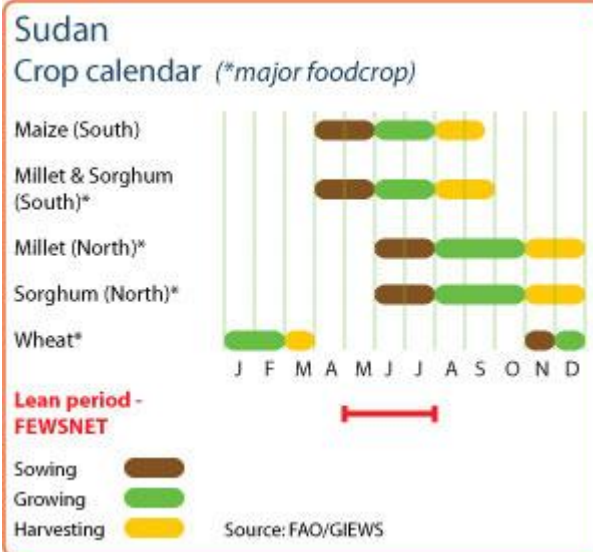 Sudan
Crop calendar (*major foodcrop)
Maize (South)
Millet & Sorghum
(South)*
Millet (North)*
Sorghum (North)*
Wheat*
J F M A M J J A S O N D
Lean period -
FEWSNET
Sowing
Growing
Harvesting
Source: FAO/GIEWS